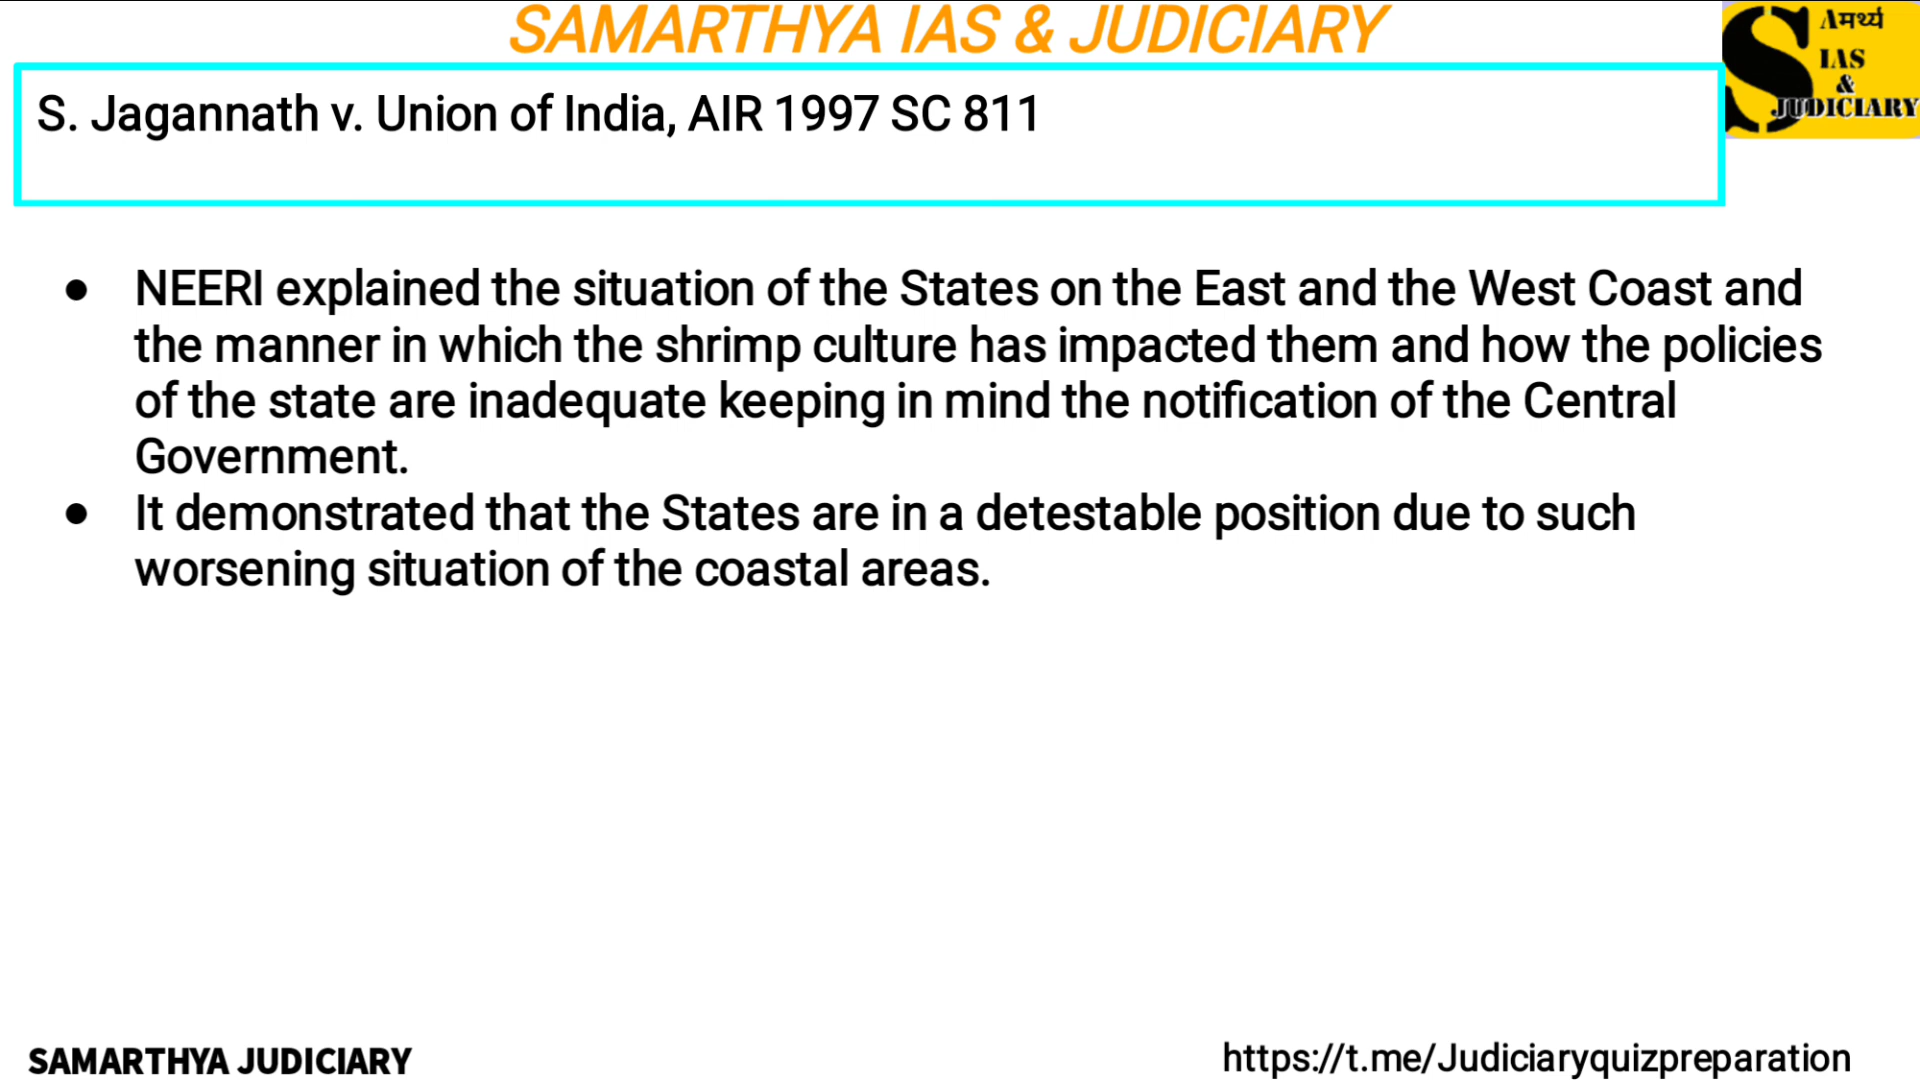 SAMARTHYA IAS & JUDICIARY
Sामर्थ्य
IAS
&
JUDICIARY
S. Jagannath v. Union of India, AIR 1997 SC 811
● NEERI explained the situation of the States on the East and the West Coast and
the manner in which the shrimp culture has impacted them and how the policies
of the state are inadequate keeping in mind the notification of the Central
Government.
● It demonstrated that the States are in a detestable position due to such
worsening situation of the coastal areas.
SAMARTHYA JUDICIARY
https://t.me/Judiciaryquizpreparation